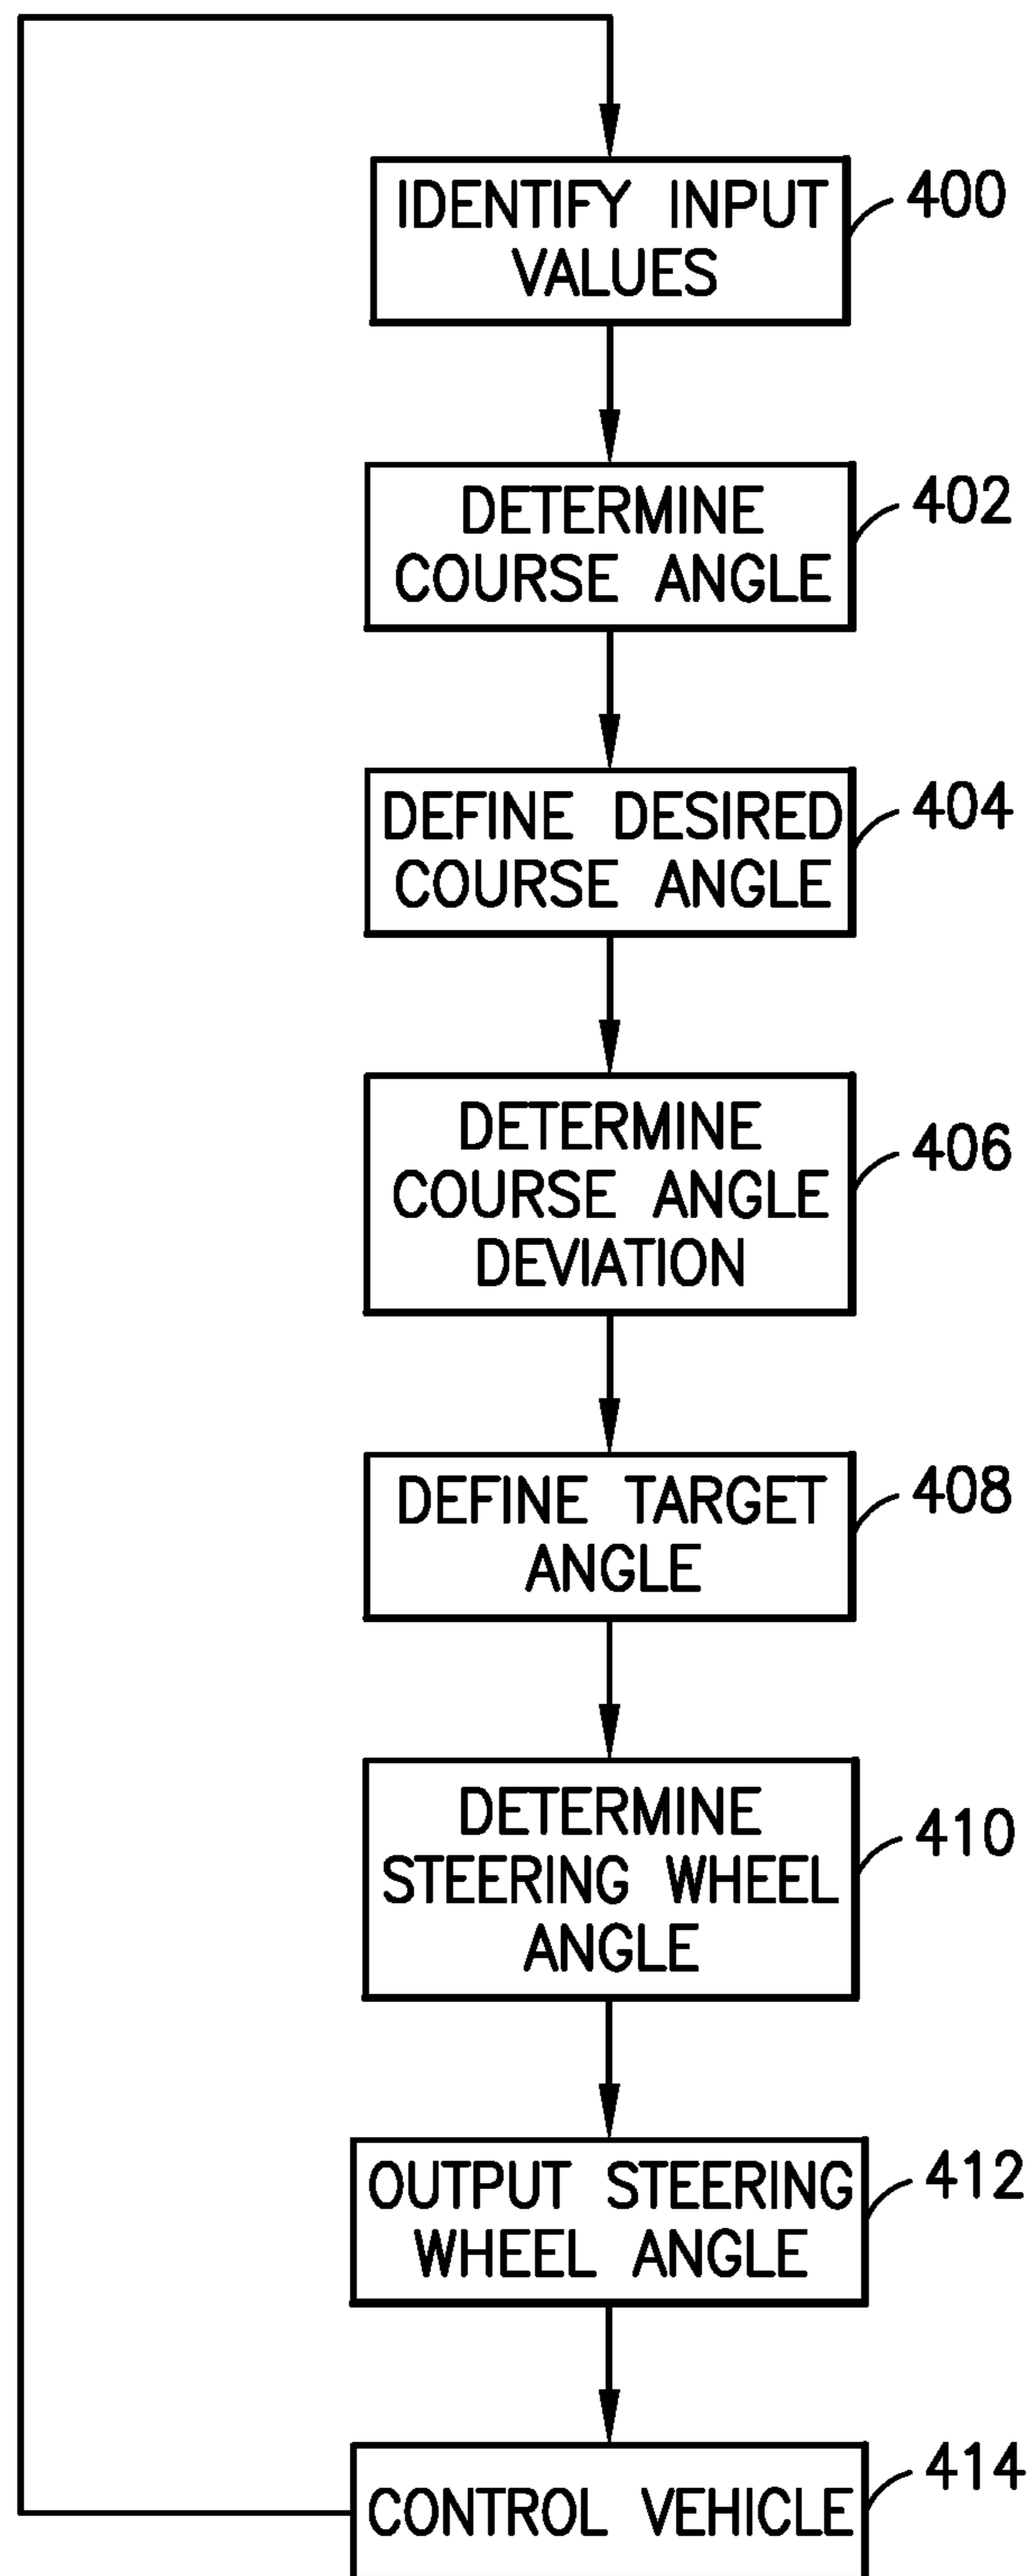 IDENTIFY INPUT
VALUES
400
DETERMINE
COURSE ANGLE
402
DEFINE DESIRED
COURSE ANGLE
404
DETERMINE
COURSE ANGLE
DEVIATION
406
DEFINE TARGET
ANGLE
408
DETERMINE
STEERING WHEEL
ANGLE
410
OUTPUT STEERING
WHEEL ANGLE
412
CONTROL VEHICLE
414